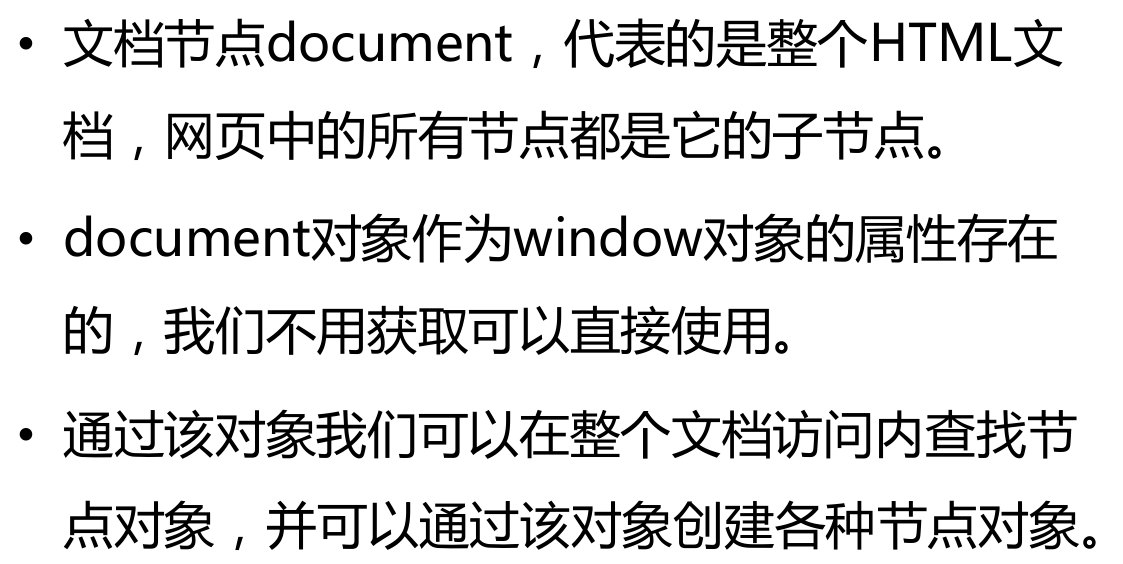 • 文档节点document，代表的是整个HTML文
档，网页中的所有节点都是它的子节点。
• document对象作为window对象的属性存在
的，我们不用获取可以直接使用。
• 通过该对象我们可以在整个文档访问内查找节
点对象，并可以通过该对象创建各种节点对象。